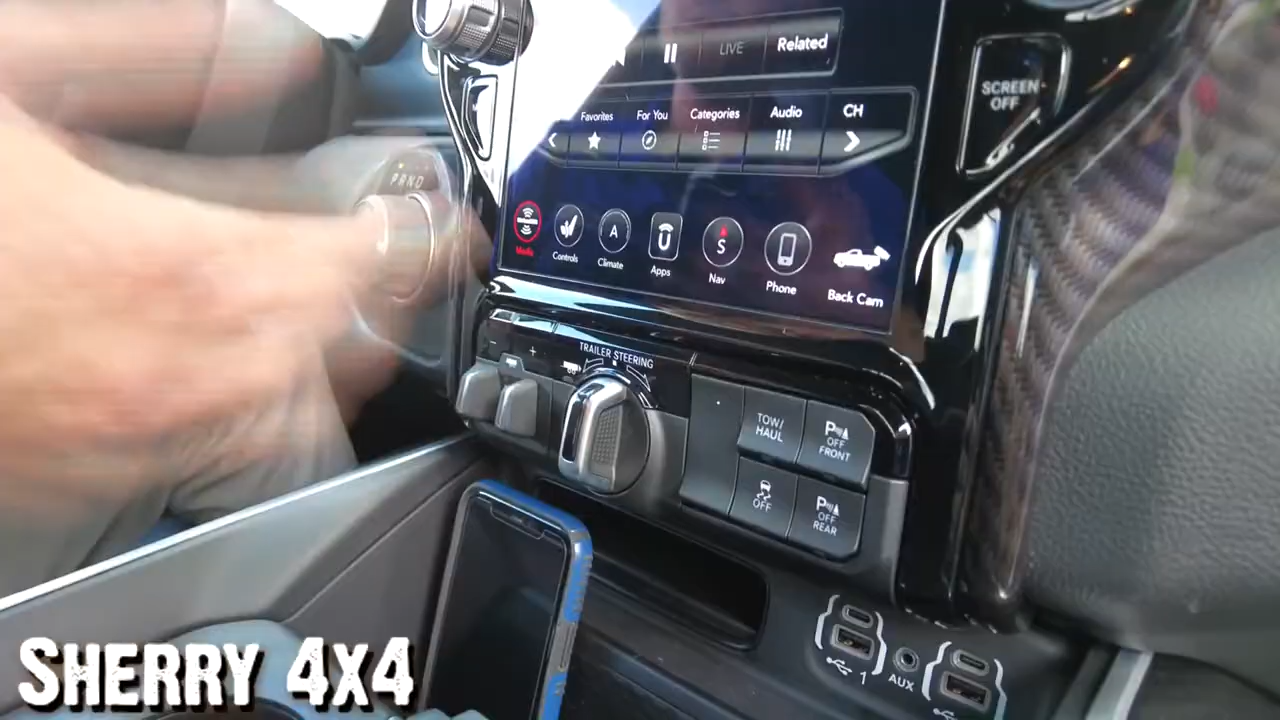 LIVE
Related
Favorites
For You
Categories
Audio
CH
SCREEN
OFF
PRND
Media
Controls
A
Climate
Apps
S
Nav
Phone
Back Cam
- +
TRAILER STEERING
TOW/
HAUL
P
OFF
FRONT
OFF
P
OFF
REAR
1
AUX
SHERRY 4X4